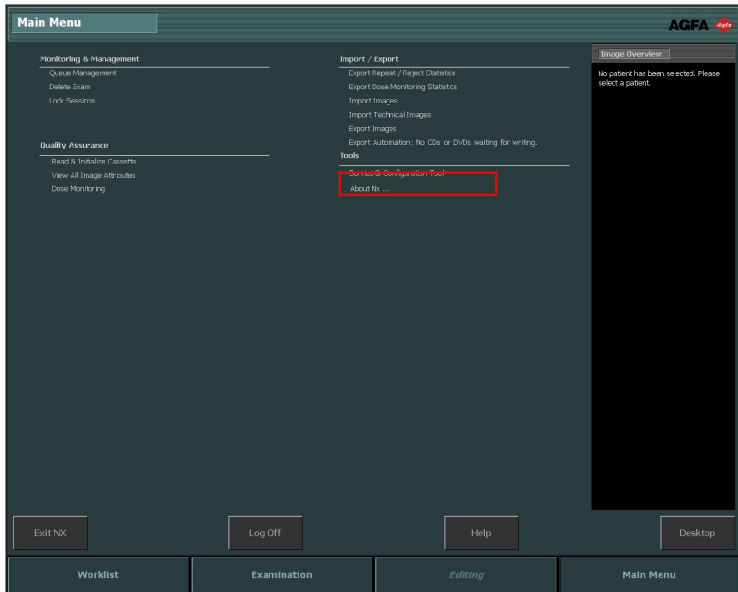 Main Menu
AGFA
Monitoring & Management
Queue Management
Delete Exam
Lock Sessions
Quality Assurance
Read & Initialize Cassette
View All Image Attributes
Dose Monitoring
Import / Export
Export Repeat / Reject Statistics
Export Dose Monitoring Statistics
Import Images
Import Technical Images
Export Images
Export Automation: No CDs or DVDs waiting for writing.
Tools
Service & Configuration Tool
About Nx ...
Image Overview
No patient has been selected. Please
select a patient.
Exit NX
Log Off
Help
Desktop
Worklist
Examination
Editing
Main Menu